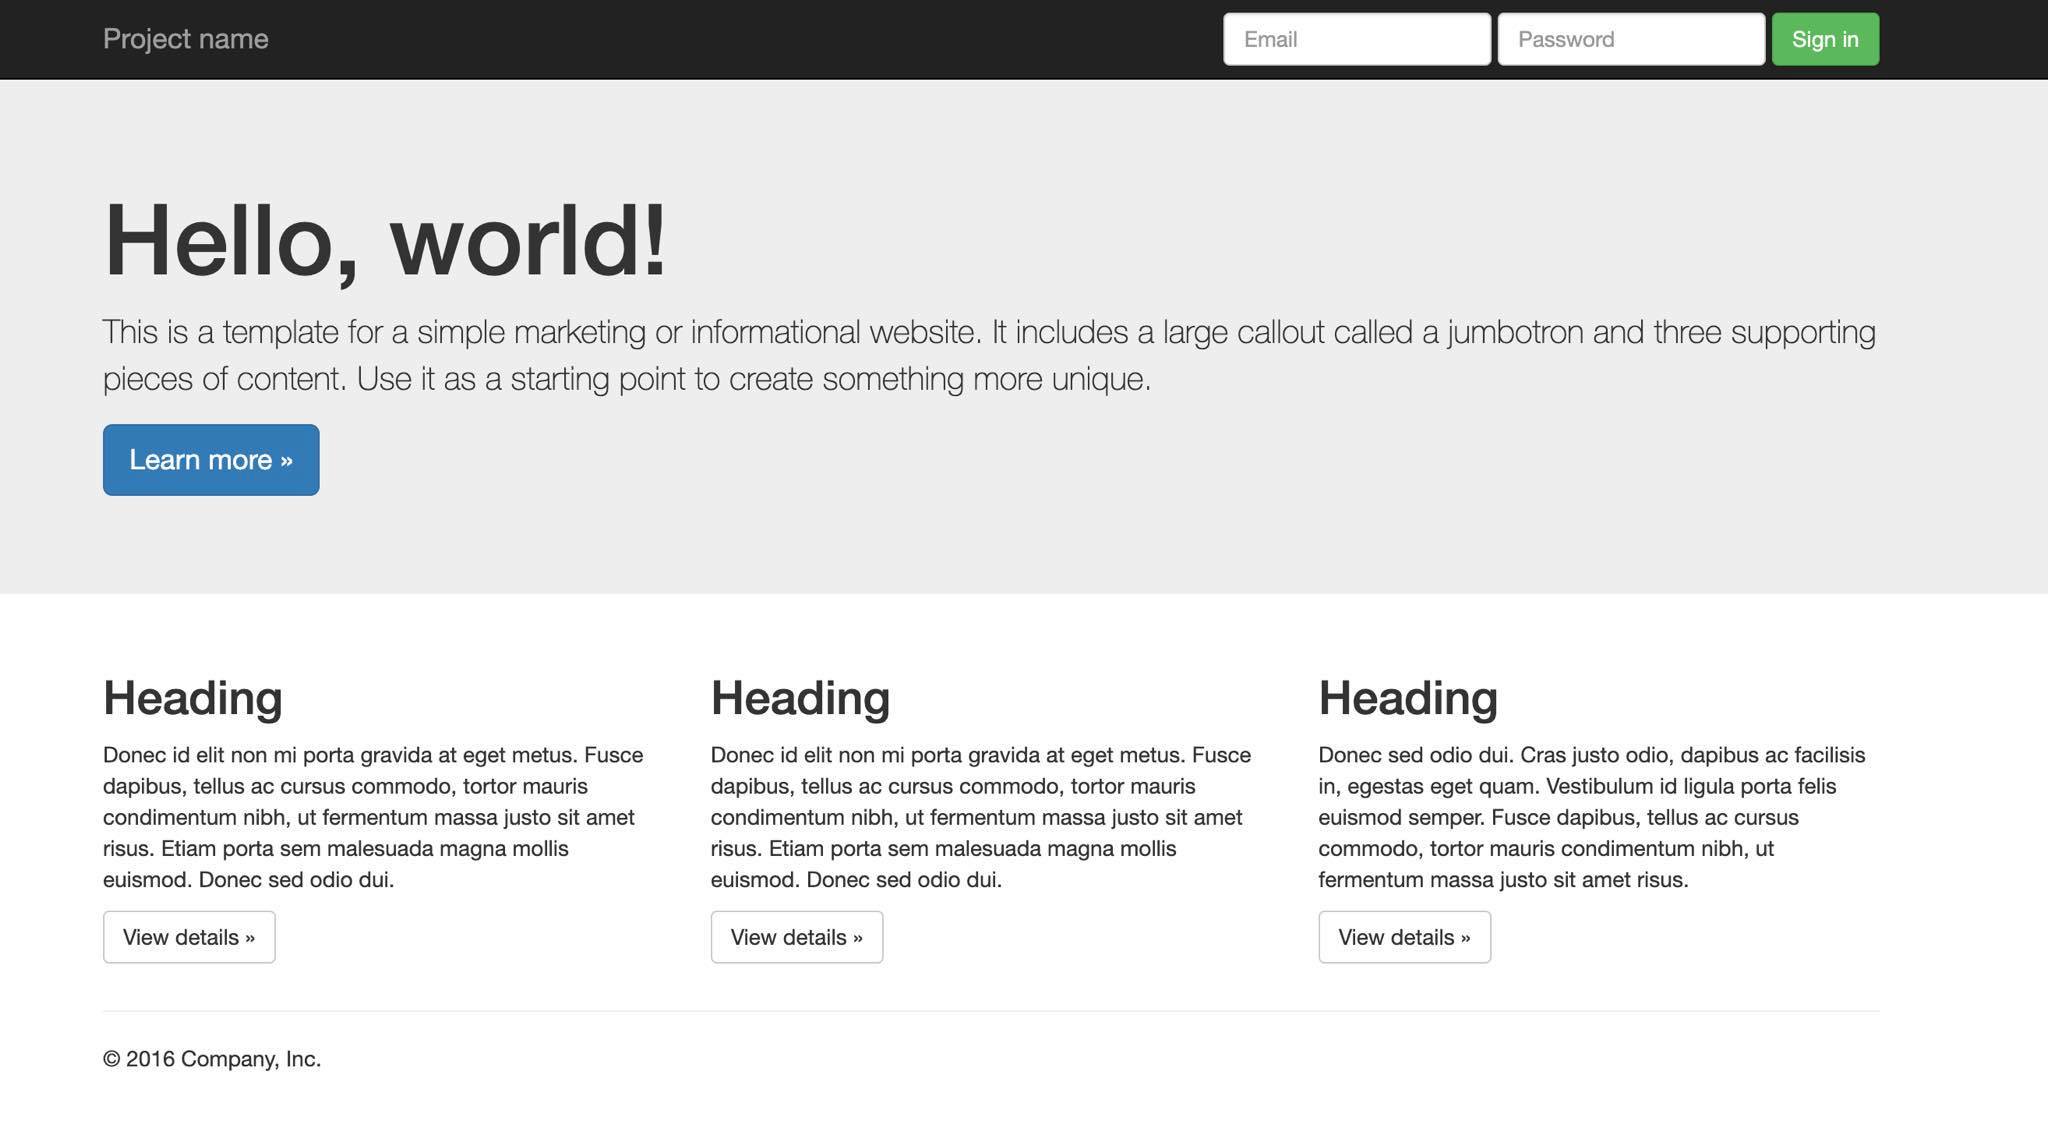 Project name
Email
Password
Sign in
Hello, world!
This is a template for a simple marketing or informational website. It includes a large callout called a jumbotron and three supporting
pieces of content. Use it as a starting point to create something more unique.
Learn more »
Heading
Donec id elit non mi porta gravida at eget metus. Fusce
dapibus, tellus ac cursus commodo, tortor mauris
condimentum nibh, ut fermentum massa justo sit amet
risus. Etiam porta sem malesuada magna mollis
euismod. Donec sed odio dui.
View details »
Heading
Donec id elit non mi porta gravida at eget metus. Fusce
dapibus, tellus ac cursus commodo, tortor mauris
condimentum nibh, ut fermentum massa justo sit amet
risus. Etiam porta sem malesuada magna mollis
euismod. Donec sed odio dui.
View details »
Heading
Donec sed odio dui. Cras justo odio, dapibus ac facilisis
in, egestas eget quam. Vestibulum id ligula porta felis
euismod semper. Fusce dapibus, tellus ac cursus
commodo, tortor mauris condimentum nibh, ut
fermentum massa justo sit amet risus.
View details »
© 2016 Company, Inc.